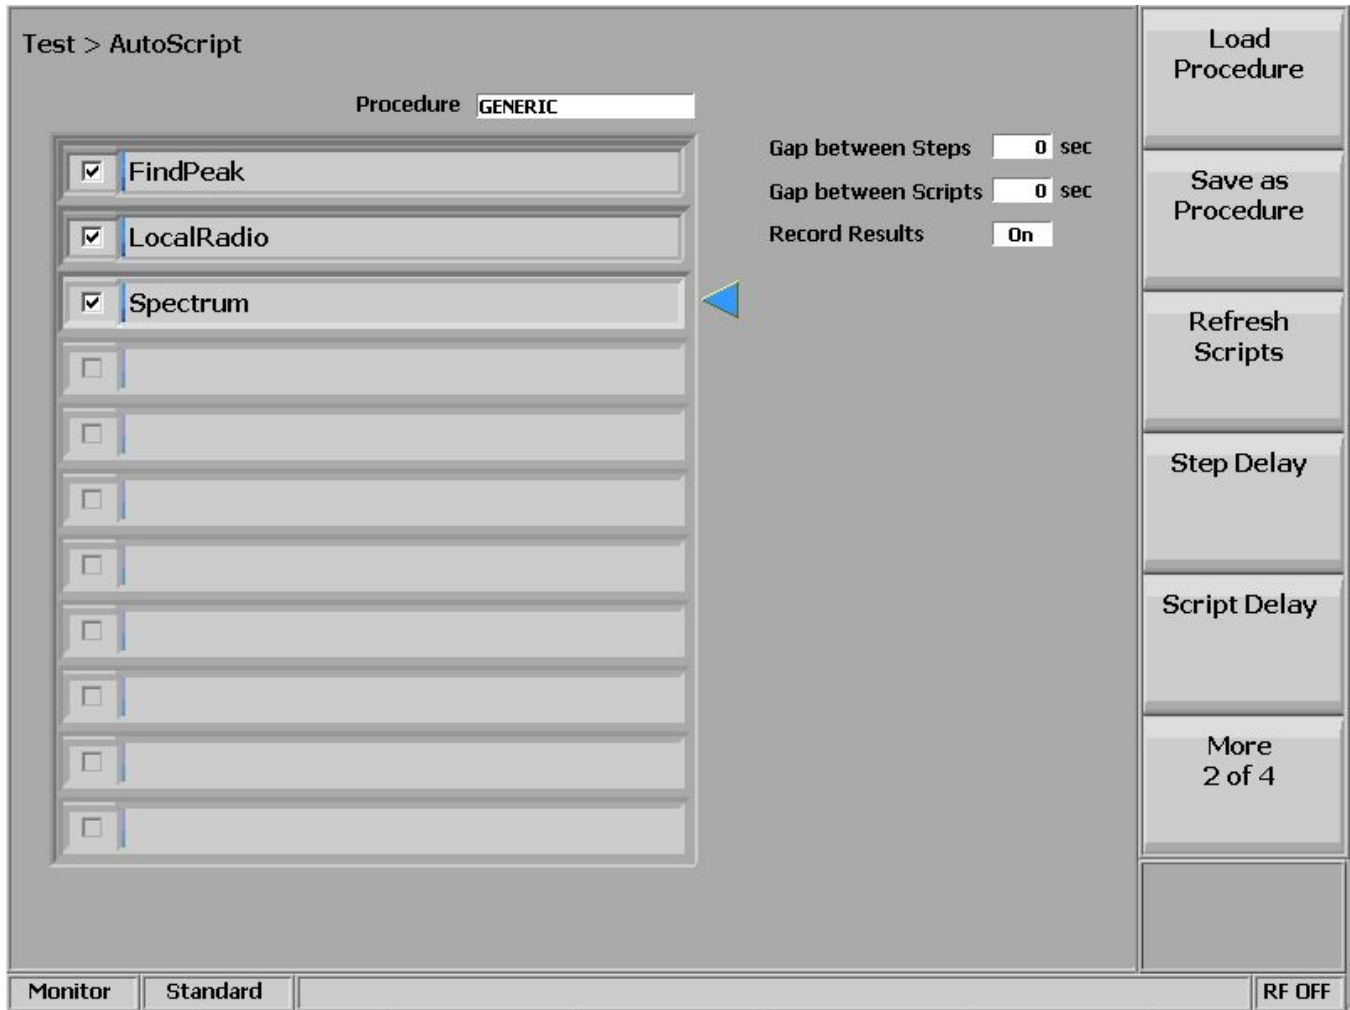 Test > AutoScript
Procedure GENERIC
FindPeak
LocalRadio
Spectrum
Gap between Steps 0 sec
Gap between Scripts 0 sec
Record Results On
Load
Procedure
Save as
Procedure
Refresh
Scripts
Step Delay
Script Delay
More
2 of 4
Monitor Standard RF OFF